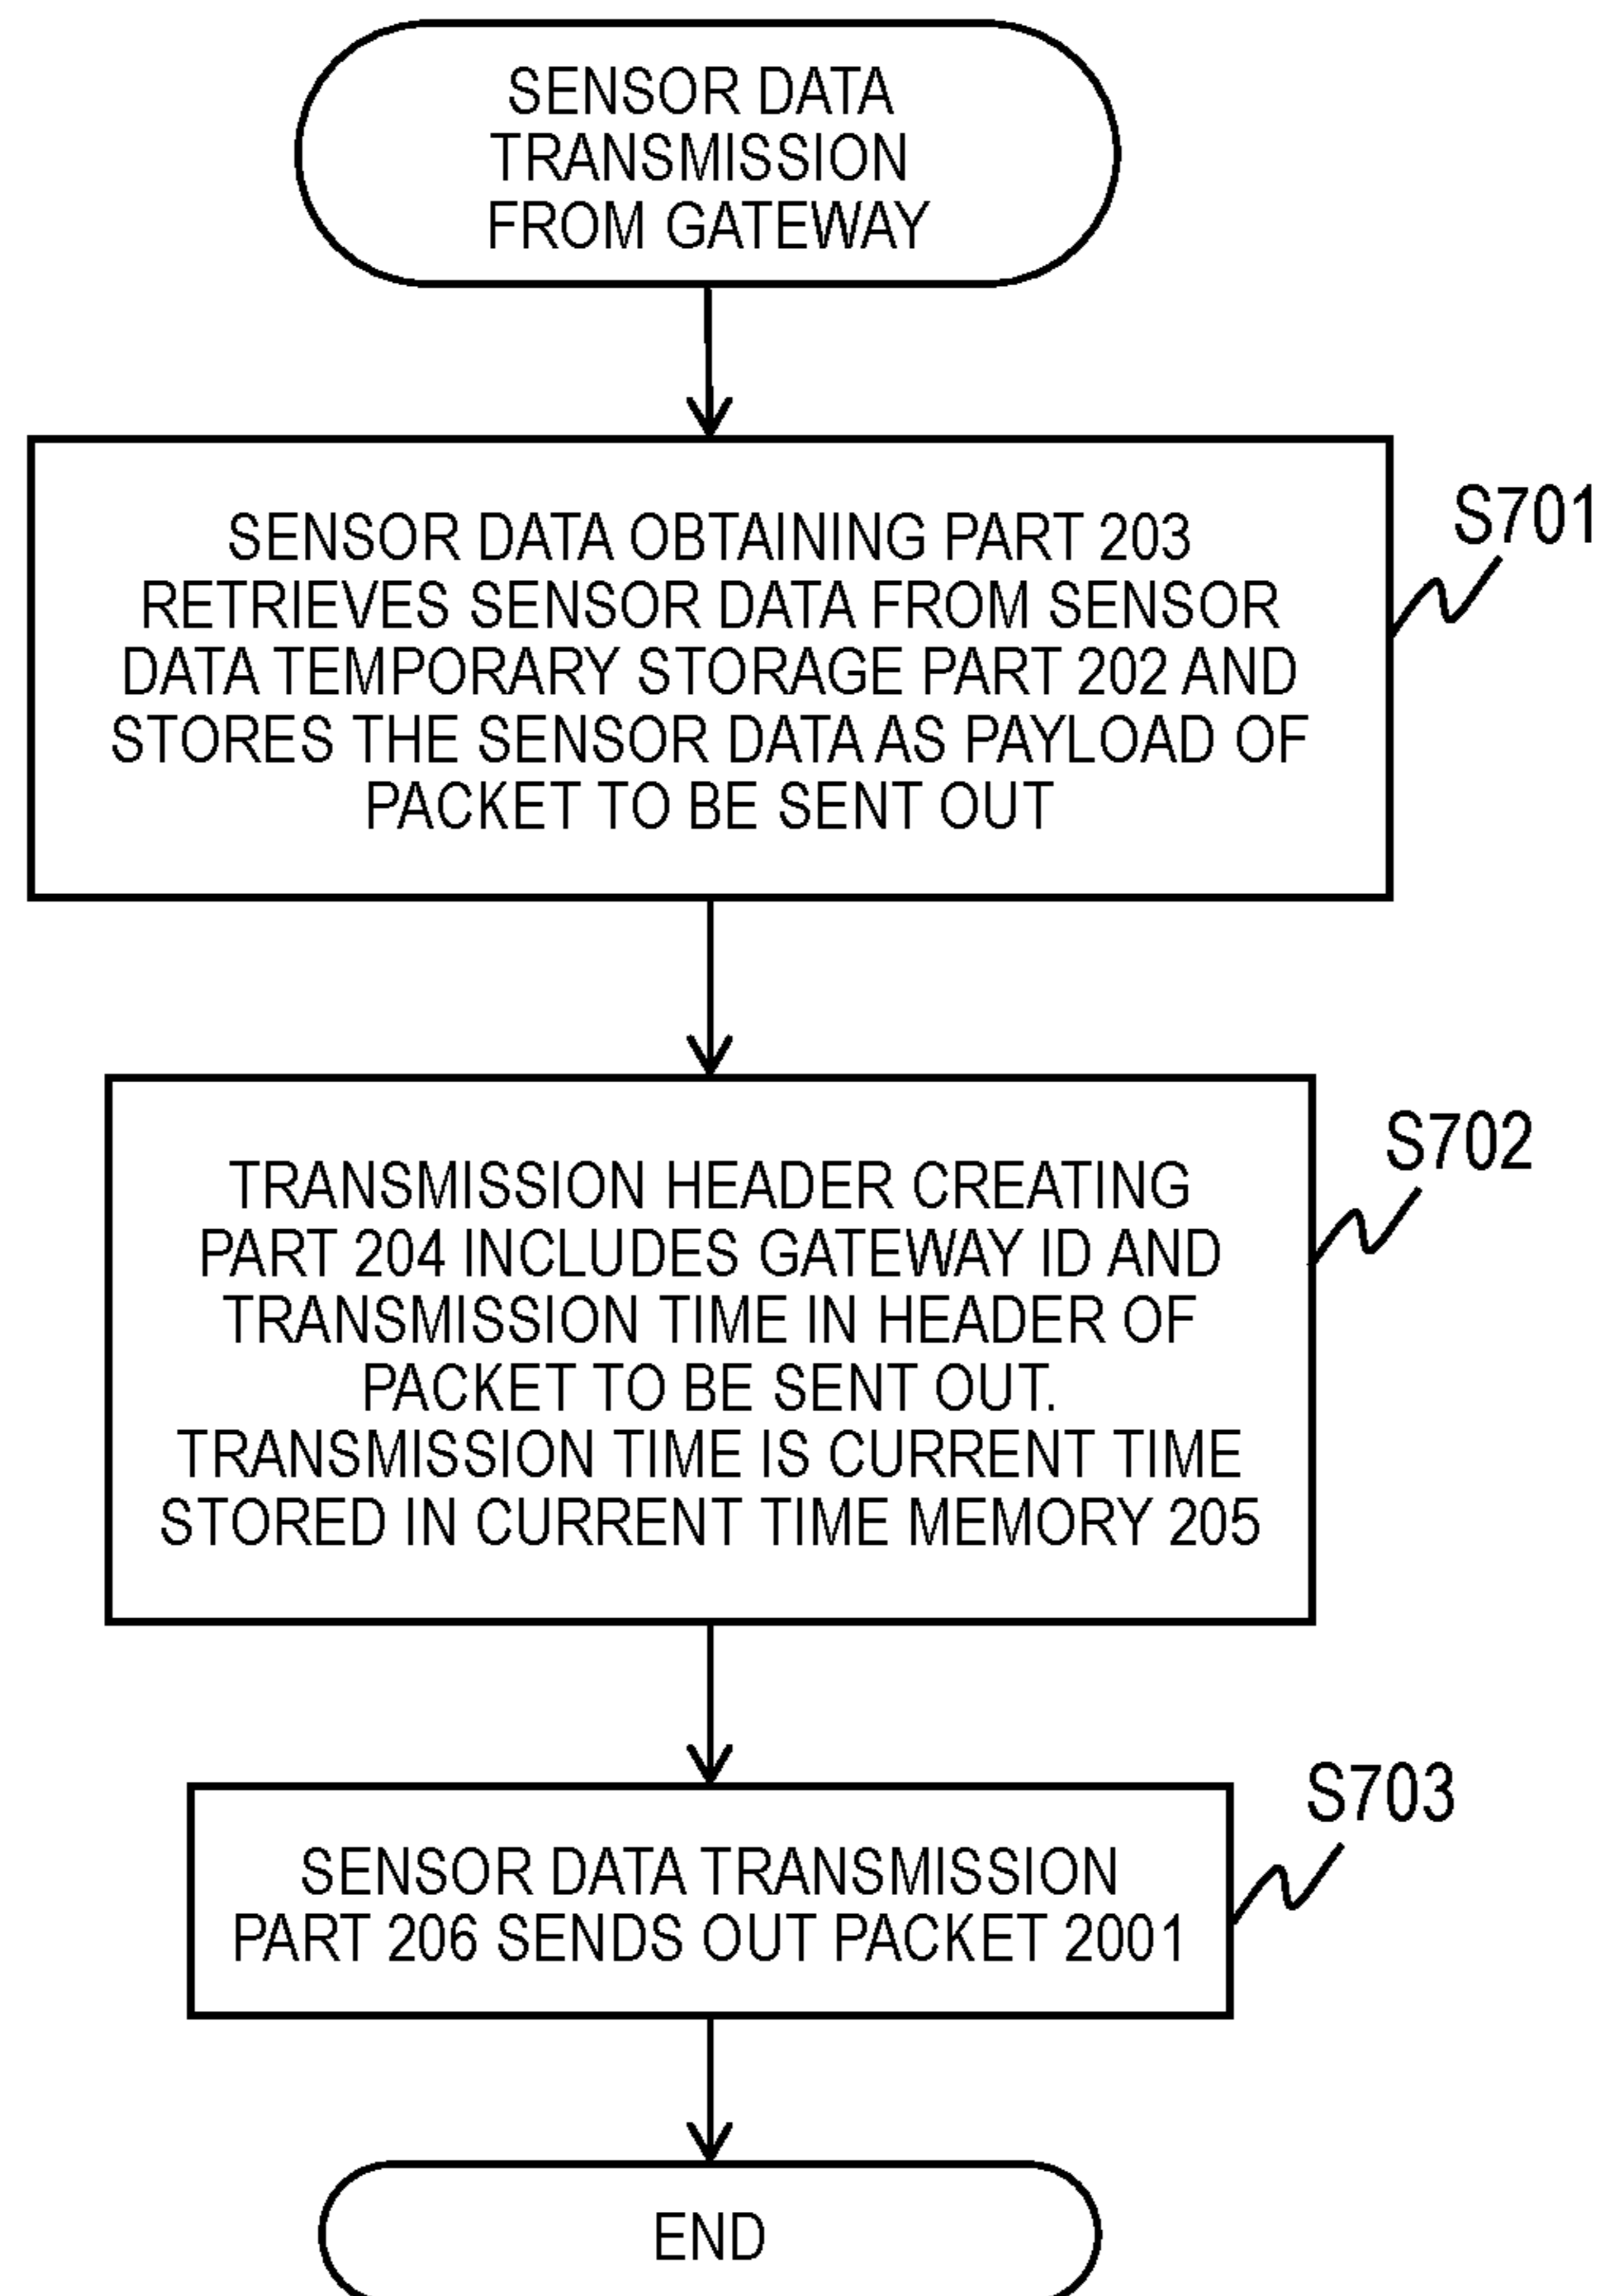 SENSOR DATA
TRANSMISSION
FROM GATEWAY
SENSOR DATA OBTAINING PART 203
RETRIEVES SENSOR DATA FROM SENSOR
DATA TEMPORARY STORAGE PART 202 AND
STORES THE SENSOR DATA AS PAYLOAD OF
PACKET TO BE SENT OUT
S701
TRANSMISSION HEADER CREATING
PART 204 INCLUDES GATEWAY ID AND
TRANSMISSION TIME IN HEADER OF
PACKET TO BE SENT OUT.
TRANSMISSION TIME IS CURRENT TIME
STORED IN CURRENT TIME MEMORY 205
S702
SENSOR DATA TRANSMISSION
PART 206 SENDS OUT PACKET 2001
S703
END